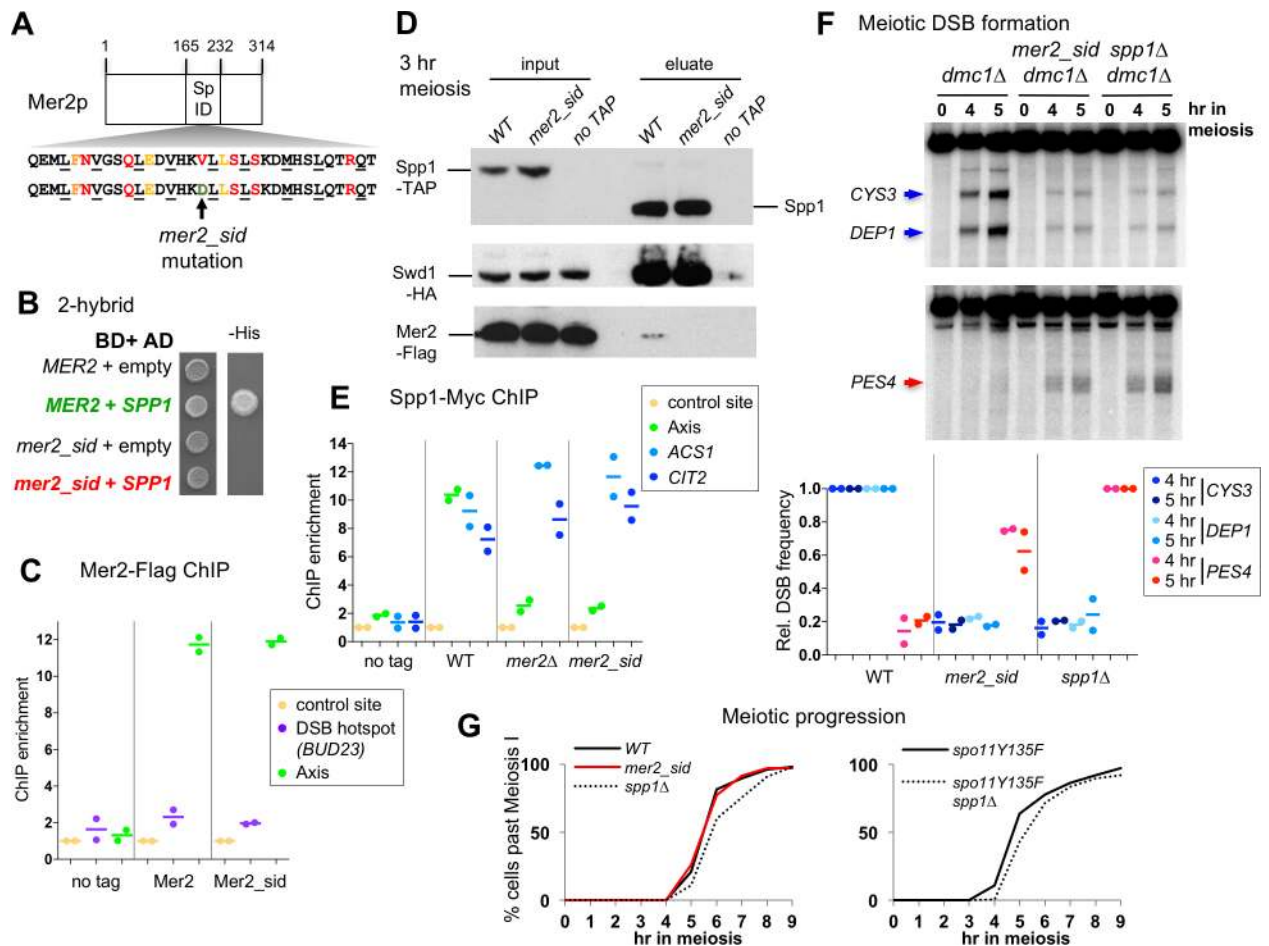 A
1 165 232 314
Mer2p
Sp
ID
QEMLFNVGSQLEDVHKVLLSLSKDMHSLQTRQT
QEMLFNVGSQLEDVHKDLLSLSKDMHSLQTRQT
mer2_sid
mutation
B 2-hybrid
BD+ AD
-His
MER2 + empty
MER2 + SPP1
mer2_sid + empty
mer2_sid + SPP1
C Mer2-Flag ChIP
ChIP enrichment
12
10
8
6
4
2
0
no tag Mer2 Mer2_sid
control site
DSB hotspot
(BUD23)
Axis
D
3 hr
meiosis
input eluate
WT mer2_sid no TAP WT mer2_sid no TAP
Spp1
-TAP
Spp1
Swd1
-HA
Mer2
-Flag
E Spp1-Myc ChIP
control site
Axis
ACS1
CIT2
ChIP enrichment
14
12
10
8
6
4
2
0
no tag WT mer2Δ mer2_sid
F Meiotic DSB formation
mer2_sid spp1Δ
dmc1Δ dmc1Δ dmc1Δ
0 4 5 0 4 5 0 4 5 hr in
meiosis
CYS3
DEP1
PES4
Rel. DSB frequency
1.0
0.8
0.6
0.4
0.2
0.0
WT mer2_sid spp1Δ
4 hr
5 hr
CYS3
4 hr
5 hr
DEP1
4 hr
5 hr
PES4
G Meiotic progression
% cells past Meiosis I
100
50
0
WT
mer2_sid
spp1Δ
0 1 2 3 4 5 6 7 8 9
hr in meiosis
100
50
0
spo11Y135F
spo11Y135F
spp1Δ
0 1 2 3 4 5 6 7 8 9
hr in meiosis